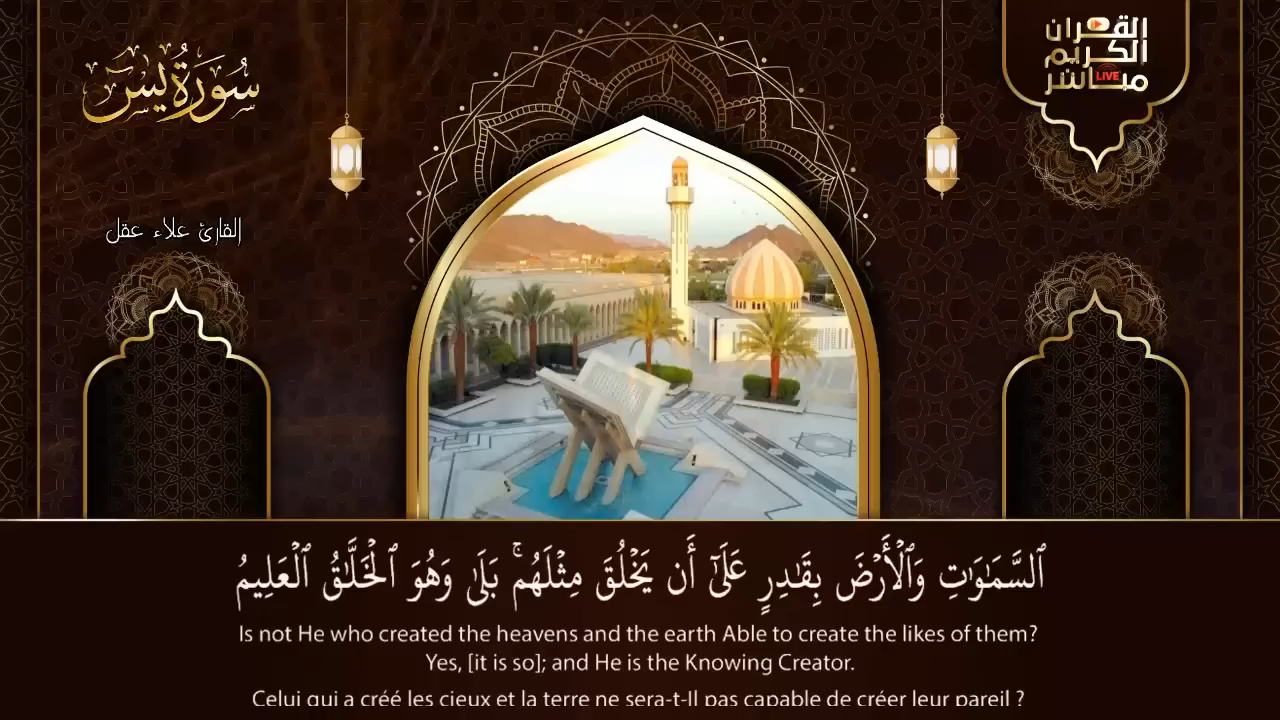 سُورَةُ يسٓ
القران
الكريم
مباشر
LIVE
القارئ علاء عقل
ٱلسَّمَٰوَٰتِ وَٱلْأَرْضَ بِقَٰدِرٍ عَلَىٰٓ أَن يَخْلُقَ مِثْلَهُم ۚ بَلَىٰ وَهُوَ ٱلْخَلَّٰقُ ٱلْعَلِيمُ
Is not He who created the heavens and the earth Able to create the likes of them?
Yes, [it is so]; and He is the Knowing Creator.
Celui qui a créé les cieux et la terre ne sera-t-Il pas capable de créer leur pareil ?